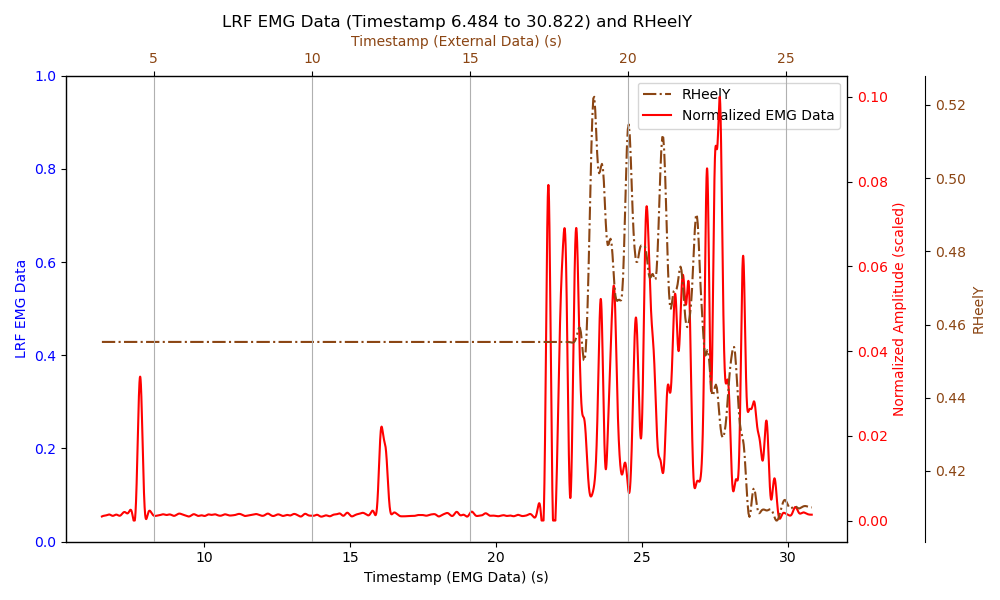 LRF EMG Data (Timestamp 6.484 to 30.822) and RHeelY
Timestamp (External Data) (s)
5 10 15 20 25
RHeelY
Normalized EMG Data
1.0
0.8
0.6
0.4
0.2
0.0
LRF EMG Data
0.10
0.08
0.06
0.04
0.02
0.00
Normalized Amplitude (scaled)
0.52
0.50
0.48
0.46
0.44
0.42
RHeelY
10 15 20 25 30
Timestamp (EMG Data) (s)